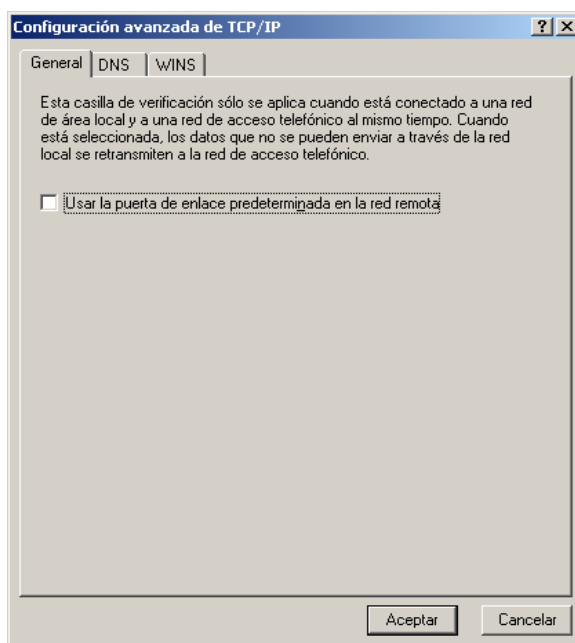 Configuración avanzada de TCP/IP
General DNS WINS
Esta casilla de verificación sólo se aplica cuando está conectado a una red
de área local y a una red de acceso telefónico al mismo tiempo. Cuando
está seleccionada, los datos que no se pueden enviar a través de la red
local se retransmiten a la red de acceso telefónico.
Usar la puerta de enlace predeterminada en la red remota
Aceptar Cancelar